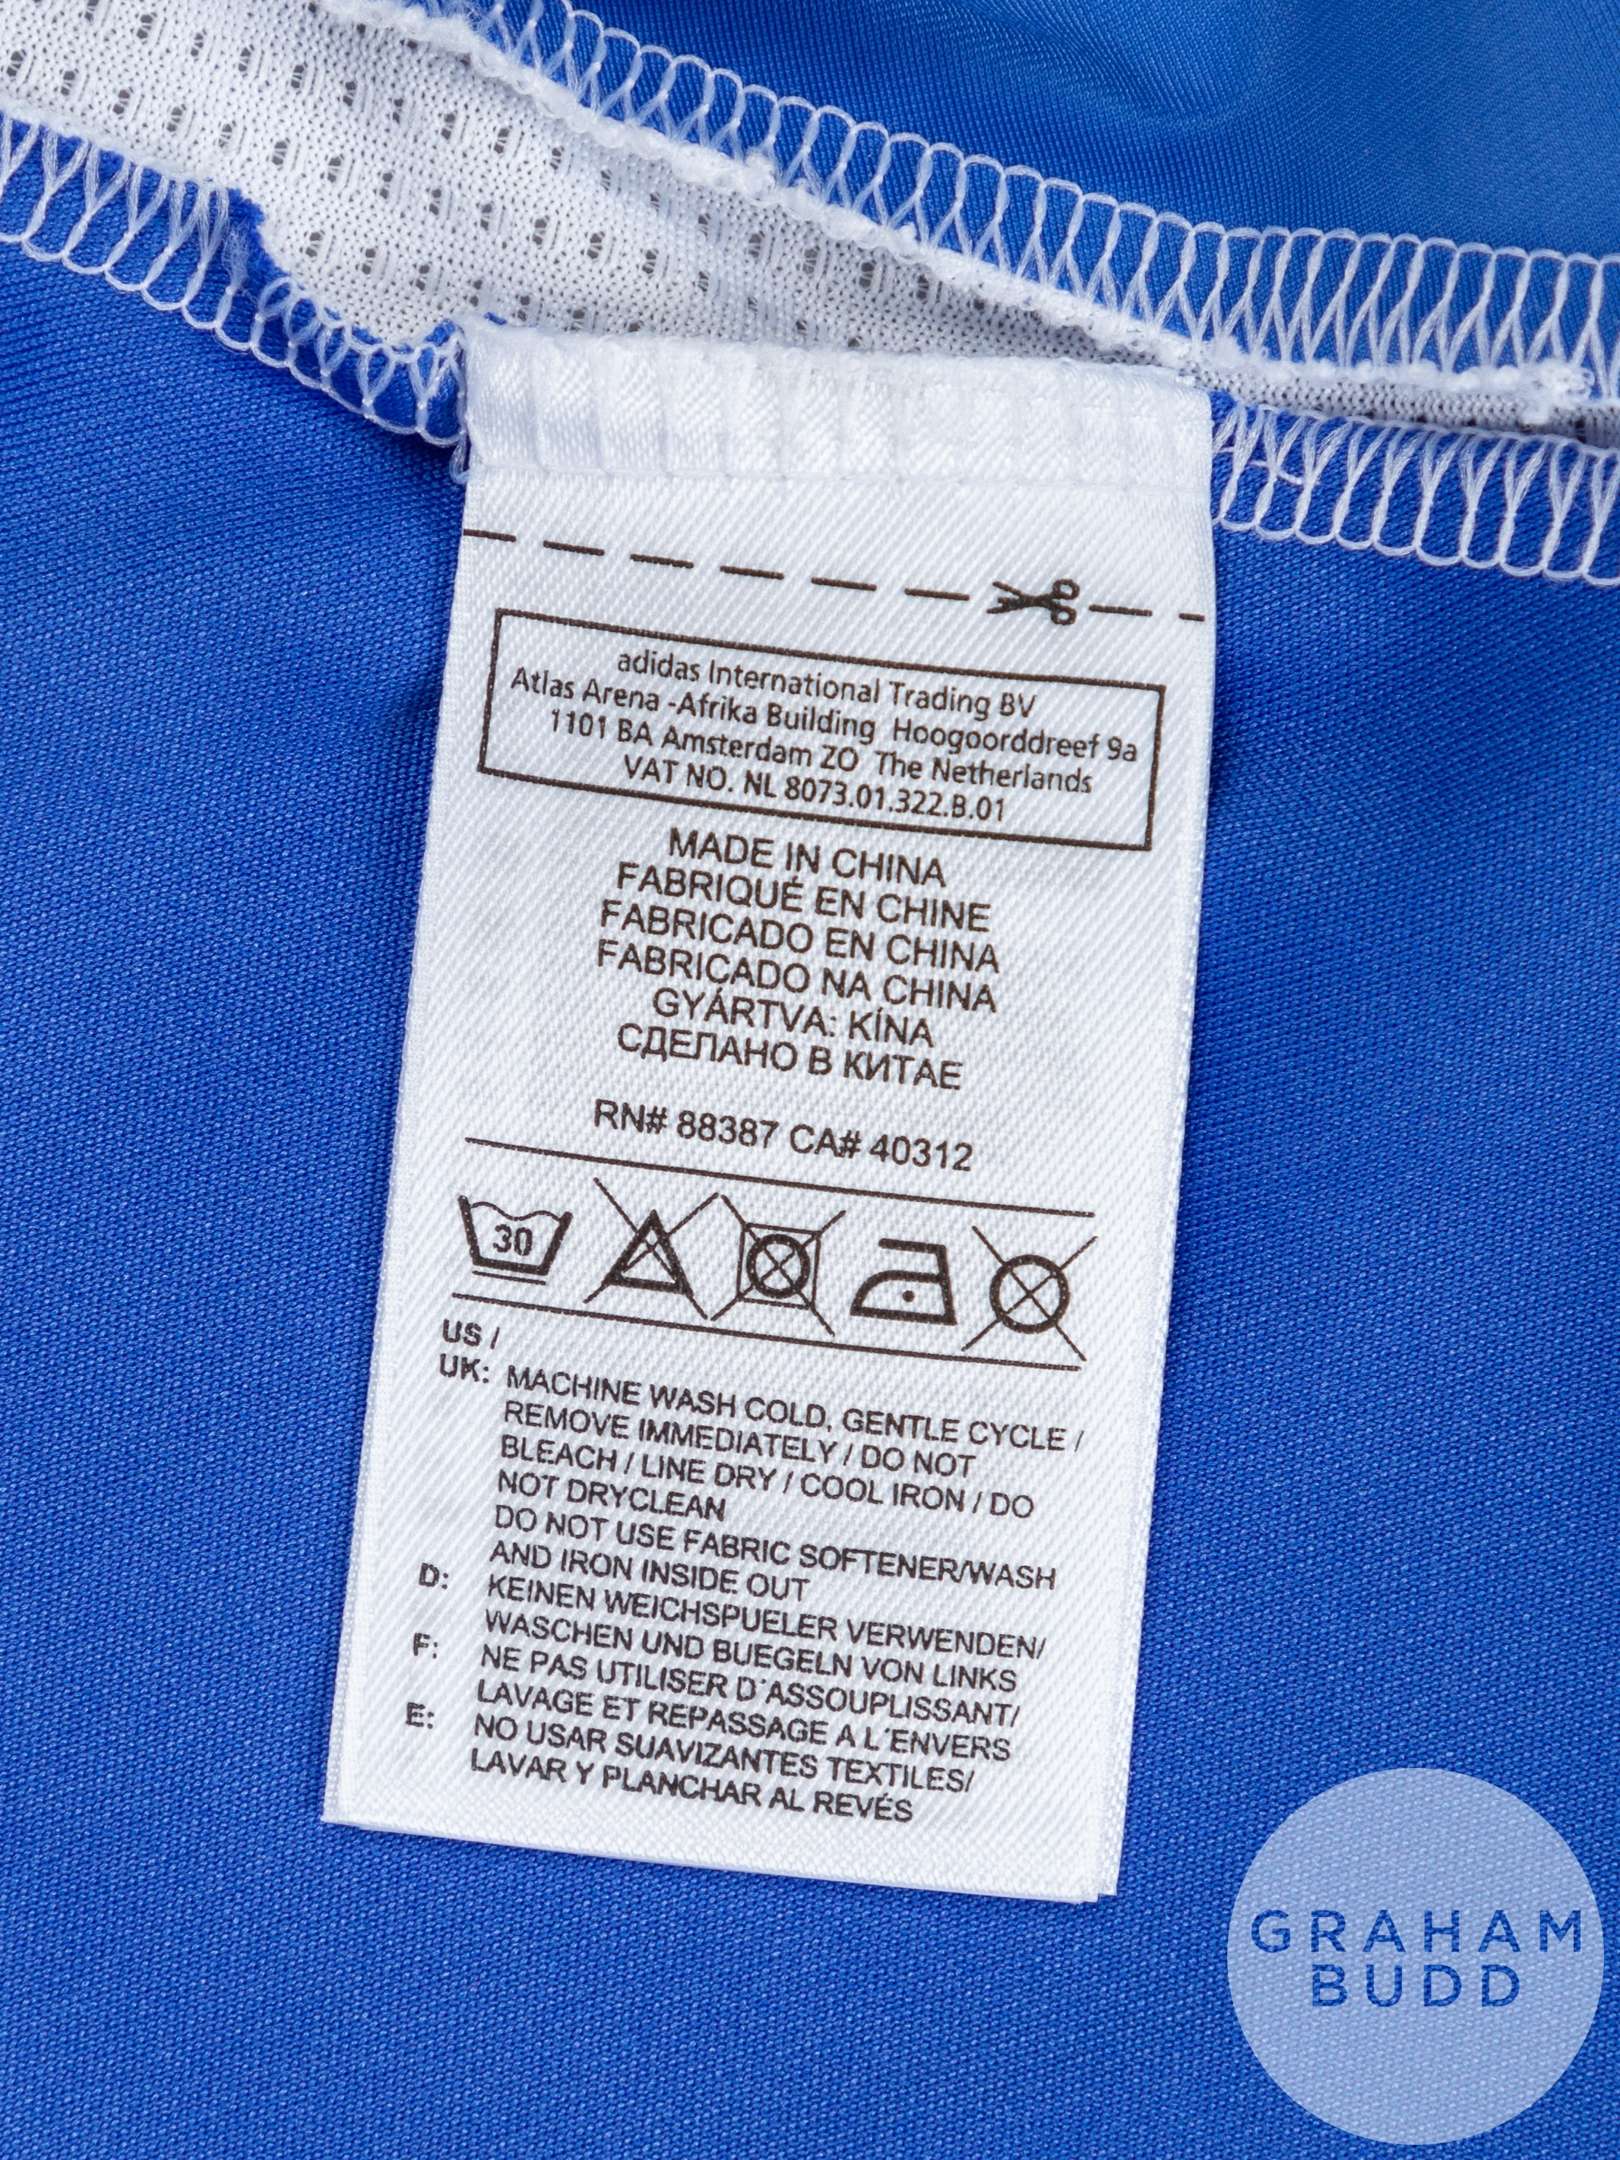 adidas International Trading BV
Atlas Arena -Afrika Building Hoogoorddreef 9a
1101 BA Amsterdam ZO The Netherlands
VAT NO. NL 8073.01.322.B.01
MADE IN CHINA
FABRIQUÉ EN CHINE
FABRICADO EN CHINA
FABRICADO NA CHINA
GYÁRTVA: KÍNA
СДЕЛАНО В КИТАЕ
RN# 88387 CA# 40312
30
US /
UK: MACHINE WASH COLD, GENTLE CYCLE /
REMOVE IMMEDIATELY / DO NOT
BLEACH / LINE DRY / COOL IRON / DO
NOT DRYCLEAN
DO NOT USE FABRIC SOFTENER/WASH
AND IRON INSIDE OUT
D: KEINEN WEICHSPUELER VERWENDEN/
WASCHEN UND BUEGELN VON LINKS
F: NE PAS UTILISER D´ASSOUPLISSANT/
LAVAGE ET REPASSAGE A L´ENVERS
E: NO USAR SUAVIZANTES TEXTILES/
LAVAR Y PLANCHAR AL REVÉS
GRAHAM
BUDD